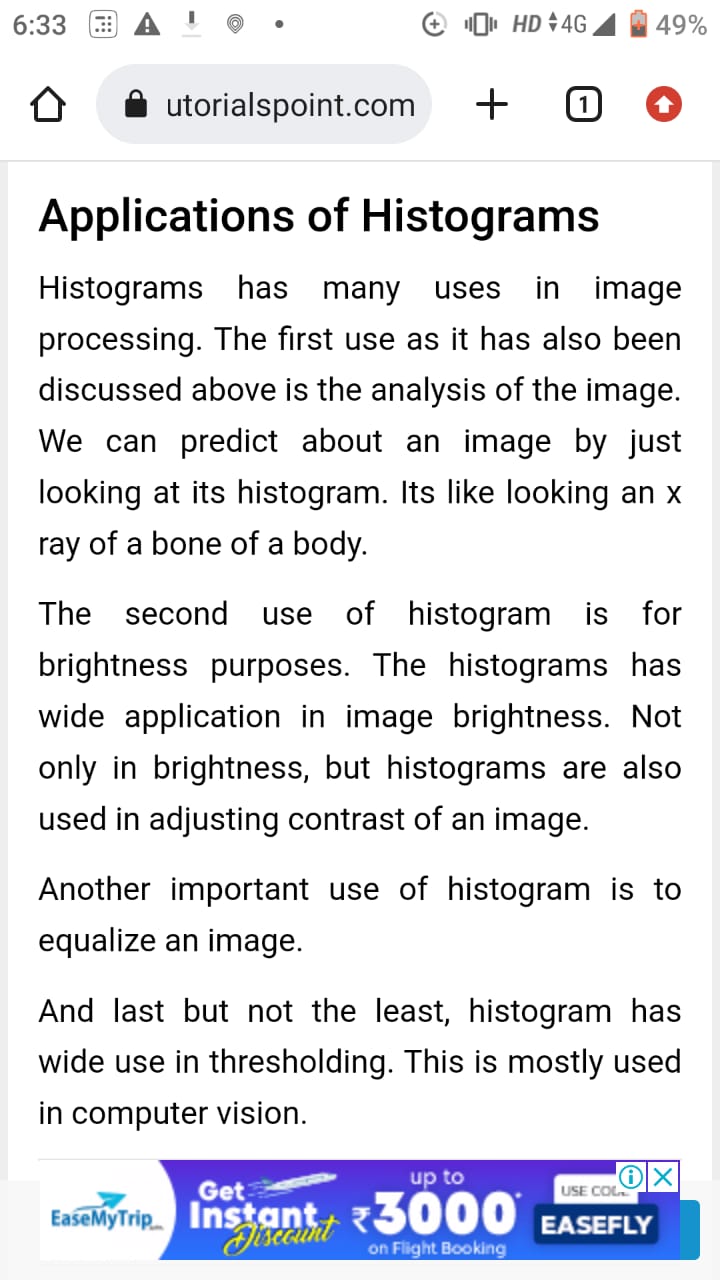 6:33
HD 4G 49%
utorialspoint.com
1
Applications of Histograms
Histograms has many uses in image
processing. The first use as it has also been
discussed above is the analysis of the image.
We can predict about an image by just
looking at its histogram. Its like looking an x
ray of a bone of a body.
The second use of histogram is for
brightness purposes. The histograms has
wide application in image brightness. Not
only in brightness, but histograms are also
used in adjusting contrast of an image.
Another important use of histogram is to
equalize an image.
And last but not the least, histogram has
wide use in thresholding. This is mostly used
in computer vision.
EaseMyTrip
Get
Instant
Discount
up to
₹3000*
on Flight Booking
USE
EASEFLY